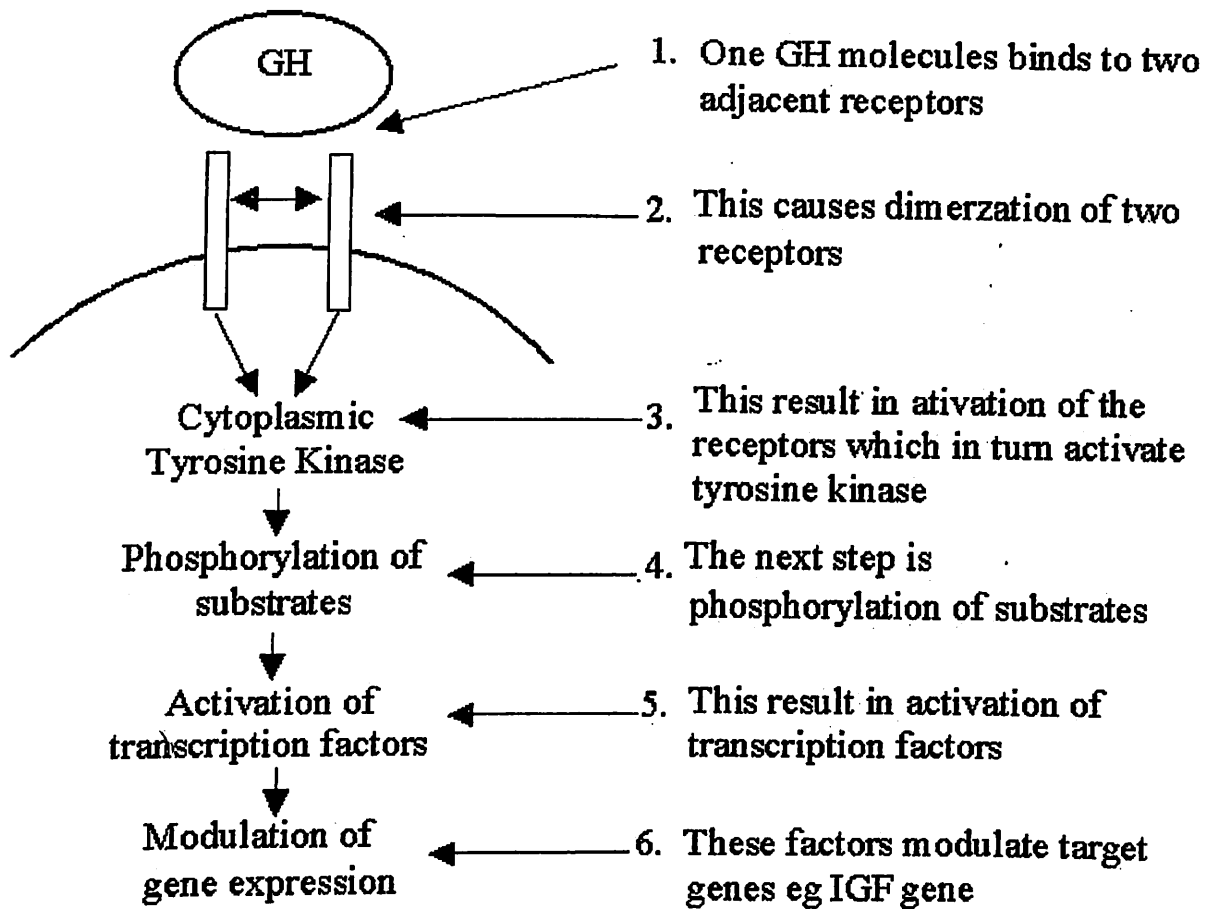 GH
1. One GH molecules binds to two
adjacent receptors
2. This causes dimerzation of two
receptors
Cytoplasmic
Tyrosine Kinase
3. This result in ativation of the
receptors which in turn activate
tyrosine kinase
Phosphorylation of
substrates
4. The next step is
phosphorylation of substrates
Activation of
transcription factors
5. This result in activation of
transcription factors
Modulation of
gene expression
6. These factors modulate target
genes eg IGF gene